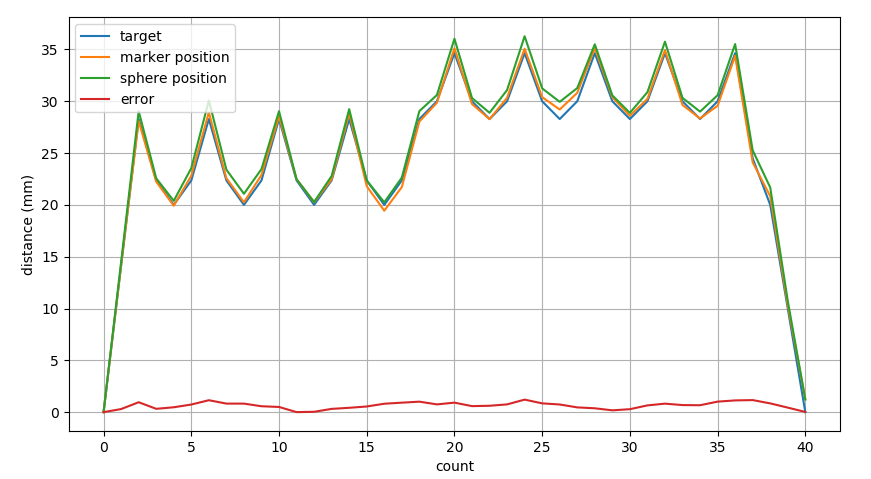 target
marker position
sphere position
error
distance (mm)
35
30
25
20
15
10
5
0
0 5 10 15 20 25 30 35 40
count